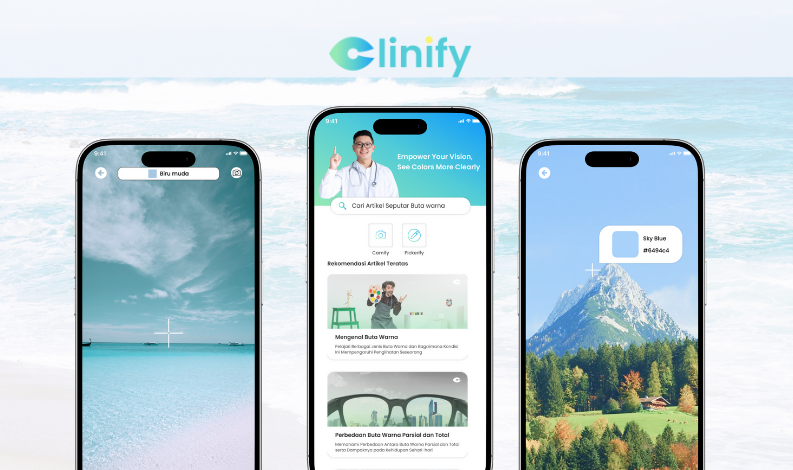 Clinify
9:41
Biru muda
9:41
Empower Your Vision,
See Colors More Clearly
Cari Artikel Seputar Buta warna
Camify
Pickerify
Rekomendasi Artikel Teratas
Mengenal Buta Warna
Pelajari Berbagai Jenis Buta Warna dan Bagaimana Kondisi
Ini Mempengaruhi Penglihatan Seseorang
Perbedaan Buta Warna Parsial dan Total
Memahami Perbedaan Antara Buta Warna Parsial dan Total
serta Dampaknya pada Kehidupan Sehari-hari
9:41
Sky Blue
#6494c4